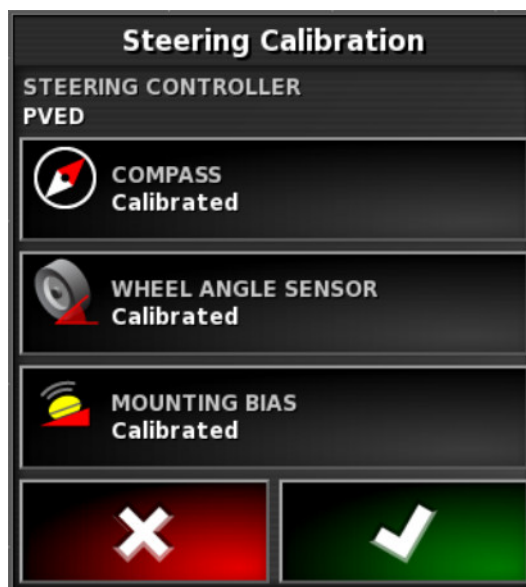 Steering Calibration
STEERING CONTROLLER
PVED
COMPASS
Calibrated
WHEEL ANGLE SENSOR
Calibrated
MOUNTING BIAS
Calibrated